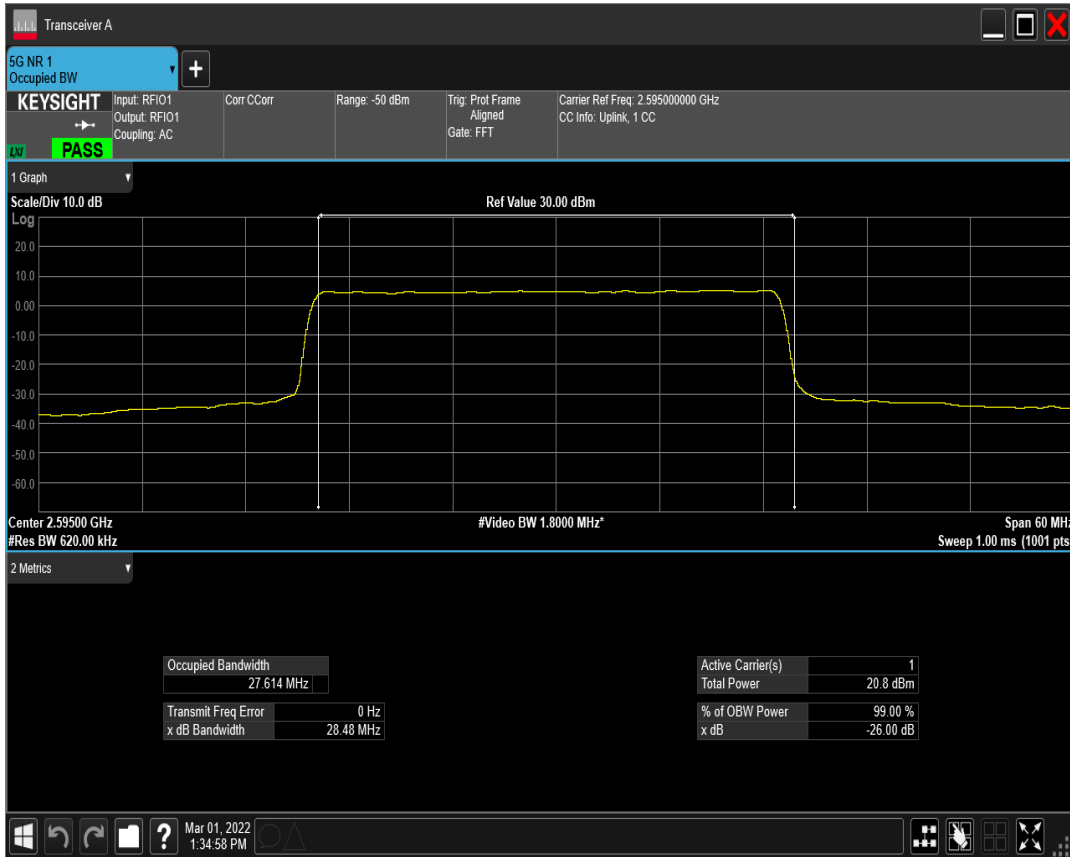 Transceiver A
5G NR 1
Occupied BW
+
KEYSIGHT
LXI
PASS
Input: RFIO1
Output: RFIO1
Coupling: AC
Corr CCorr
Range: -50 dBm
Trig: Prot Frame
Aligned
Gate: FFT
Carrier Ref Freq: 2.595000000 GHz
CC Info: Uplink, 1 CC
1 Graph
Scale/Div 10.0 dB
Ref Value 30.00 dBm
Log
20.0
10.0
0.00
-10.0
-20.0
-30.0
-40.0
-50.0
-60.0
Center 2.59500 GHz
#Video BW 1.8000 MHz*
Span 60 MHz
#Res BW 620.00 kHz
Sweep 1.00 ms (1001 pts
2 Metrics
Occupied Bandwidth
27.614 MHz
Transmit Freq Error 0 Hz
x dB Bandwidth 28.48 MHz
Active Carrier(s) 1
Total Power 20.8 dBm
% of OBW Power 99.00 %
x dB -26.00 dB
?
Mar 01, 2022
1:34:58 PM